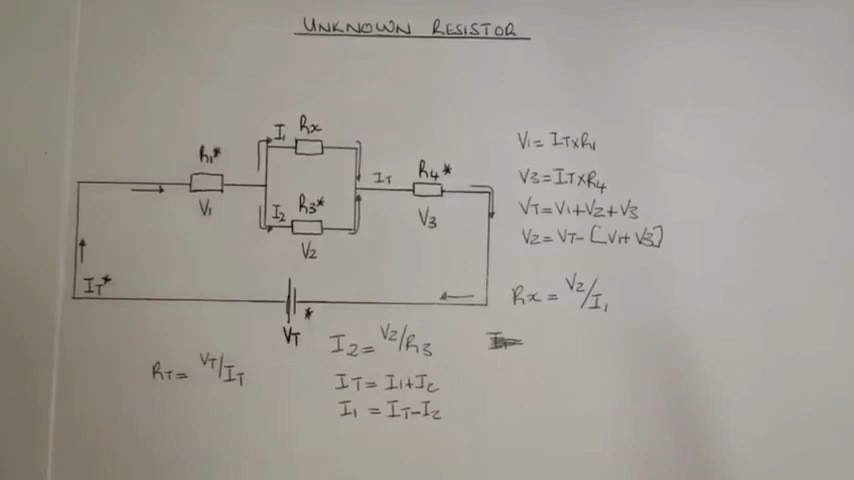 UNKNOWN RESISTOR
I1 Rx
R1*
V1
I2 R3*
V2
IT
R4*
V3
IT*
VT *
V1 = IT x R1
V3 = IT x R4
VT = V1 + V2 + V3
V2 = VT - [V1 + V3]
Rx = V2/I1
I2 = V2/R3
RT = VT/IT
IT = I1 + I2
I1 = IT - I2